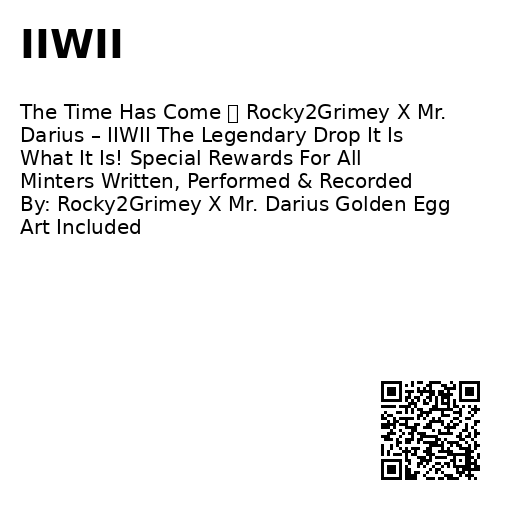 IIWII
The Time Has Come ▯ Rocky2Grimey X Mr.
Darius – IIWII The Legendary Drop It Is
What It Is! Special Rewards For All
Minters Written, Performed & Recorded
By: Rocky2Grimey X Mr. Darius Golden Egg
Art Included